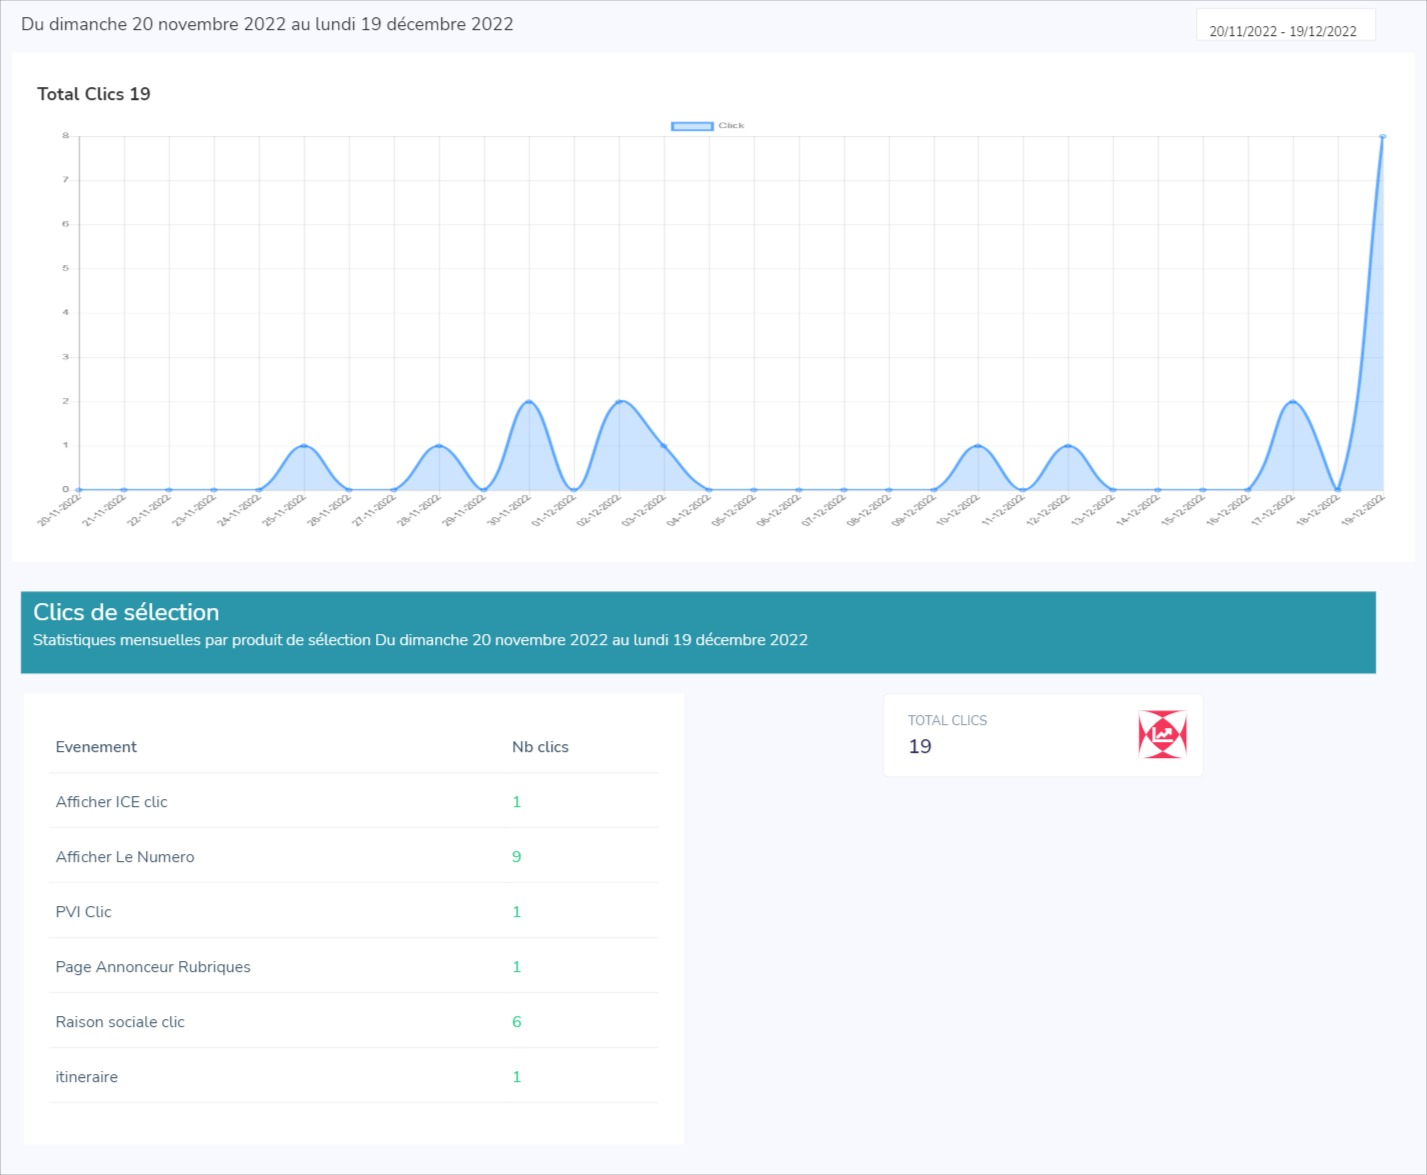 Du dimanche 20 novembre 2022 au lundi 19 décembre 2022
20/11/2022 - 19/12/2022
Total Clics 19
Click
8
7
6
5
4
3
2
1
0
20-11-2022 21-11-2022 22-11-2022 23-11-2022 24-11-2022 25-11-2022 26-11-2022 27-11-2022 28-11-2022 29-11-2022 30-11-2022 01-12-2022 02-12-2022 03-12-2022 04-12-2022 05-12-2022 06-12-2022 07-12-2022 08-12-2022 09-12-2022 10-12-2022 11-12-2022 12-12-2022 13-12-2022 14-12-2022 15-12-2022 16-12-2022 17-12-2022 18-12-2022 19-12-2022
Clics de sélection
Statistiques mensuelles par produit de sélection Du dimanche 20 novembre 2022 au lundi 19 décembre 2022
Evenement Nb clics
Afficher ICE clic 1
Afficher Le Numero 9
PVI Clic 1
Page Annonceur Rubriques 1
Raison sociale clic 6
itineraire 1
TOTAL CLICS
19